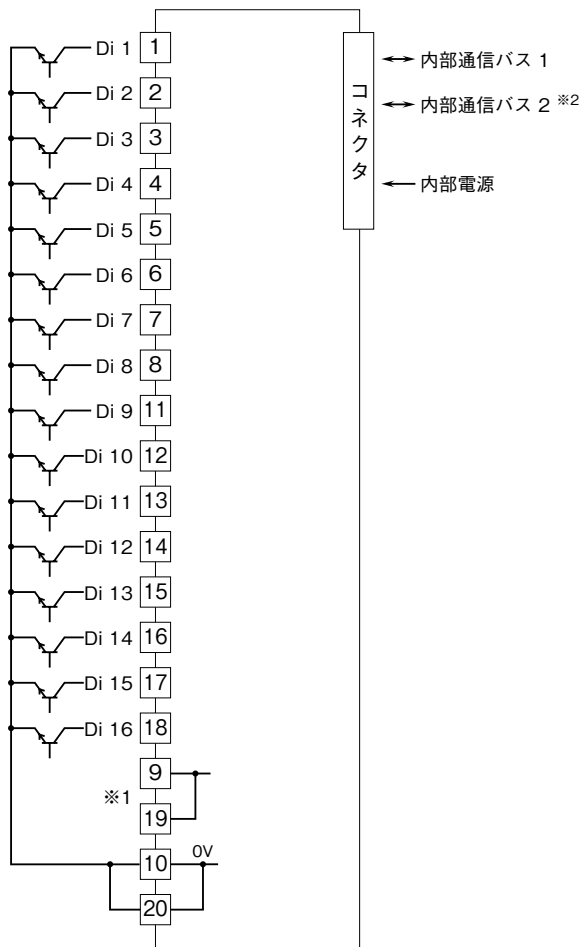 Di 1 1
Di 2 2
Di 3 3
Di 4 4
Di 5 5
Di 6 6
Di 7 7
Di 8 8
Di 9 11
Di 10 12
Di 11 13
Di 12 14
Di 13 15
Di 14 16
Di 15 17
Di 16 18
9
※1
19
10 0V
20
コネクタ
内部通信バス 1
内部通信バス 2 ※2
内部電源